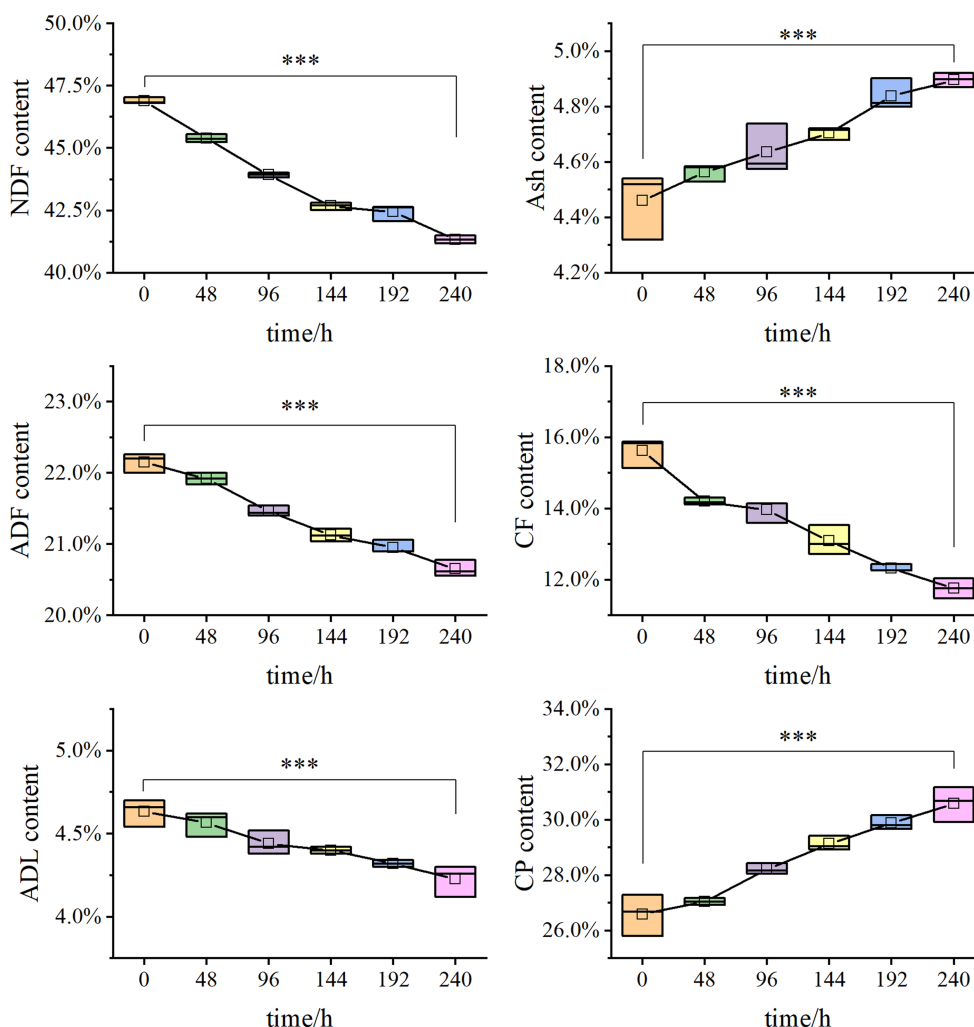 NDF content
50.0%
47.5%
45.0%
42.5%
40.0%
***
0 48 96 144 192 240
time/h
Ash content
5.0%
4.8%
4.6%
4.4%
4.2%
***
0 48 96 144 192 240
time/h
ADF content
23.0%
22.0%
21.0%
20.0%
***
0 48 96 144 192 240
time/h
CF content
18.0%
16.0%
14.0%
12.0%
***
0 48 96 144 192 240
time/h
ADL content
5.0%
4.5%
4.0%
***
0 48 96 144 192 240
time/h
CP content
34.0%
32.0%
30.0%
28.0%
26.0%
***
0 48 96 144 192 240
time/h